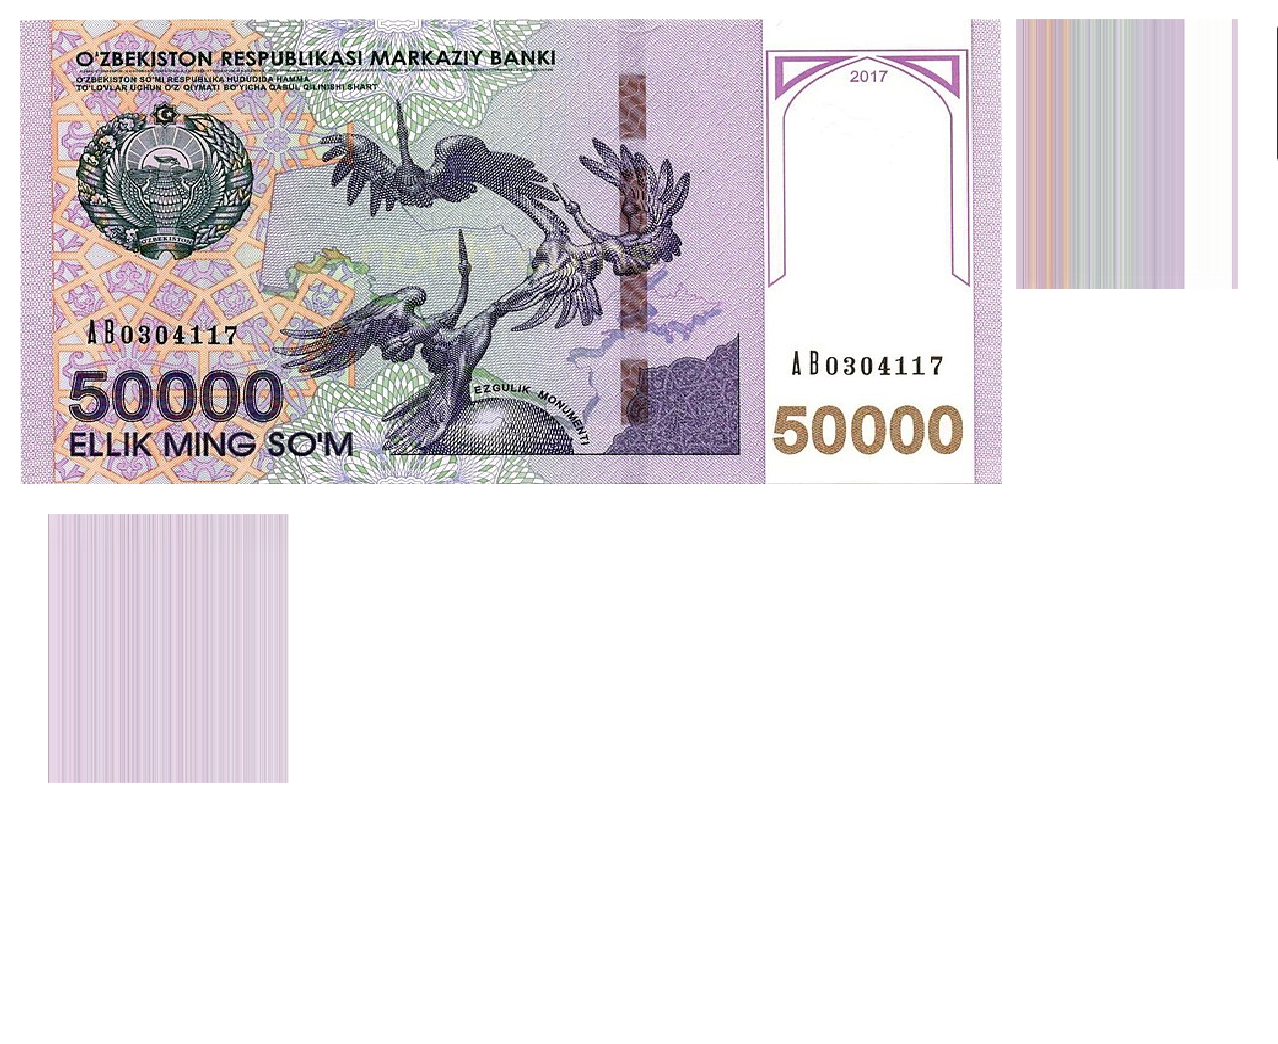 O'ZBEKISTON RESPUBLIKASI MARKAZIY BANKI
O'ZBEKISTON SO'MI RESPUBLIKA HUDUDIDA HAMMA
TO'LOVLAR UCHUN O'Z QIYMATI BO'YICHA QABUL QILINISHI SHART
2017
O'ZBEKISTON
AB0304117
AB0304117
50000
EZGULIK MONUMENTI
50000
ELLIK MING SO'M